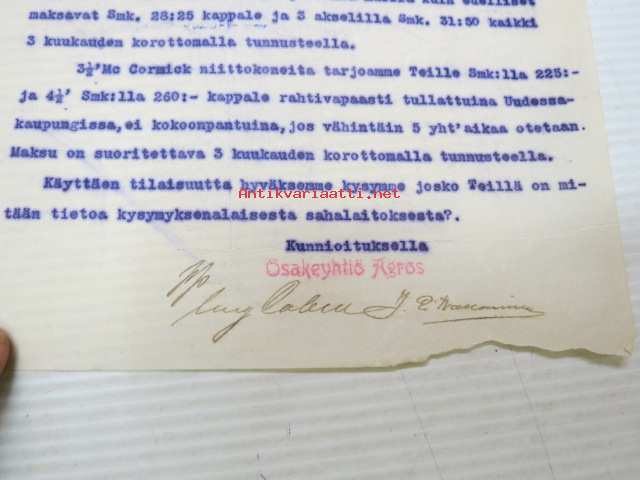 kuin edelliset
maksavat Smk. 28:25 kappale ja 3 akselilla Smk. 31:50 kaikki
3 kuukauden korottomalla tunnusteella.
3½'Mc Cormick niittokoneita tarjoamme Teille Smk:lla 225:-
ja 4½' Smk:lla 260:- kappale rahtivapaasti tullattuina Uudessa-
kaupungissa, ei kokoonpantuina, jos vähintäin 5 yht'aikaa otetaan.
Maksu on suoritettava 3 kuukauden korottomalla tunnusteella.
Käyttäen tilaisuutta hyväksemme kysymme josko Teillä on mi-
Antikvariaatti.net
tään tietoa kysymyksenalaisesta sahalaitoksesta?.
Kunnioituksella
Osakeyhtiö Agros
pp